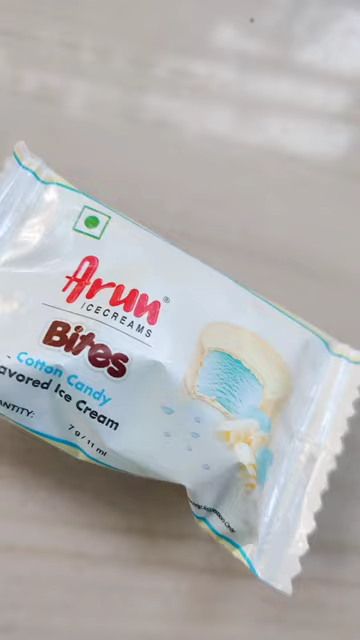 Arun®
ICECREAMS
Bites
Cotton Candy
avored Ice Cream
ANTITY:
7 g / 11 ml